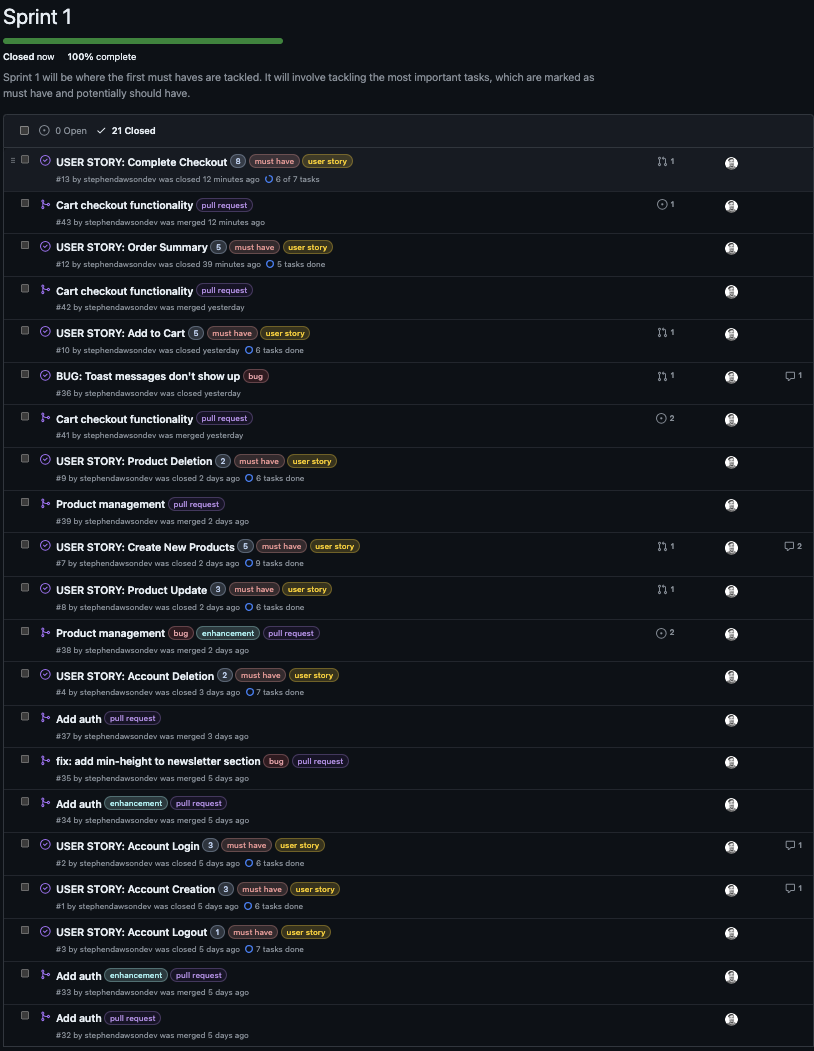 Sprint 1
Closed now 100% complete
Sprint 1 will be where the first must haves are tackled. It will involve tackling the most important tasks, which are marked as
must have and potentially should have.
0 Open 21 Closed
USER STORY: Complete Checkout 8 must have user story 1
#13 by stephendawsondev was closed 12 minutes ago 6 of 7 tasks
Cart checkout functionality pull request 1
#43 by stephendawsondev was merged 12 minutes ago
USER STORY: Order Summary 5 must have user story
#12 by stephendawsondev was closed 39 minutes ago 5 tasks done
Cart checkout functionality pull request
#42 by stephendawsondev was merged yesterday
USER STORY: Add to Cart 5 must have user story 1
#10 by stephendawsondev was closed yesterday 6 tasks done
BUG: Toast messages don't show up bug 1 1
#36 by stephendawsondev was closed yesterday
Cart checkout functionality pull request 2
#41 by stephendawsondev was merged yesterday
USER STORY: Product Deletion 2 must have user story
#9 by stephendawsondev was closed 2 days ago 6 tasks done
Product management pull request
#39 by stephendawsondev was merged 2 days ago
USER STORY: Create New Products 5 must have user story 1 2
#7 by stephendawsondev was closed 2 days ago 9 tasks done
USER STORY: Product Update 3 must have user story 1
#8 by stephendawsondev was closed 2 days ago 6 tasks done
Product management bug enhancement pull request 2
#38 by stephendawsondev was merged 2 days ago
USER STORY: Account Deletion 2 must have user story
#4 by stephendawsondev was closed 3 days ago 7 tasks done
Add auth pull request
#37 by stephendawsondev was merged 3 days ago
fix: add min-height to newsletter section bug pull request
#35 by stephendawsondev was merged 5 days ago
Add auth enhancement pull request
#34 by stephendawsondev was merged 5 days ago
USER STORY: Account Login 3 must have user story 1
#2 by stephendawsondev was closed 5 days ago 6 tasks done
USER STORY: Account Creation 3 must have user story 1
#1 by stephendawsondev was closed 5 days ago 6 tasks done
USER STORY: Account Logout 1 must have user story
#3 by stephendawsondev was closed 5 days ago 7 tasks done
Add auth enhancement pull request
#33 by stephendawsondev was merged 5 days ago
Add auth pull request
#32 by stephendawsondev was merged 5 days ago